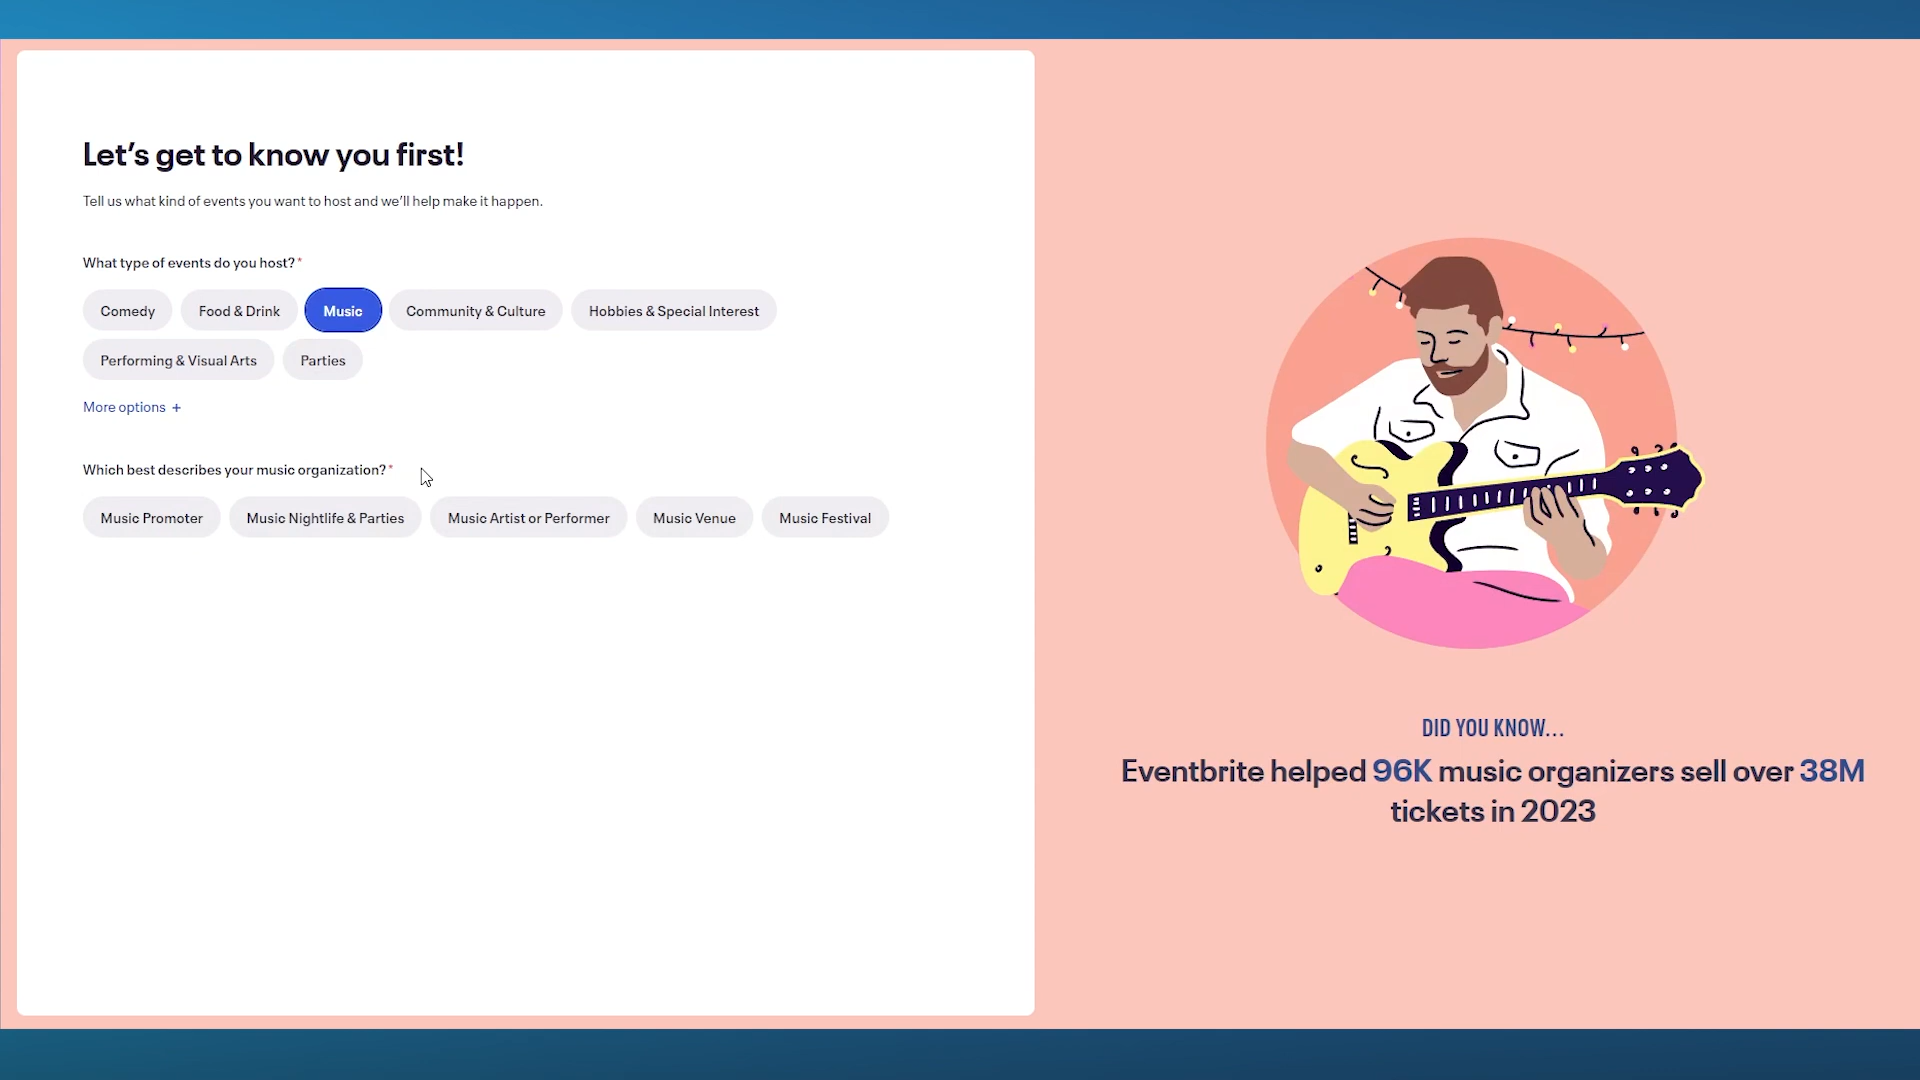 Let’s get to know you first!
Tell us what kind of events you want to host and we’ll help make it happen.
What type of events do you host?*
Comedy
Food & Drink
Music
Community & Culture
Hobbies & Special Interest
Performing & Visual Arts
Parties
More options +
Which best describes your music organization?*
Music Promoter
Music Nightlife & Parties
Music Artist or Performer
Music Venue
Music Festival
DID YOU KNOW...
Eventbrite helped 96K music organizers sell over 38M
tickets in 2023